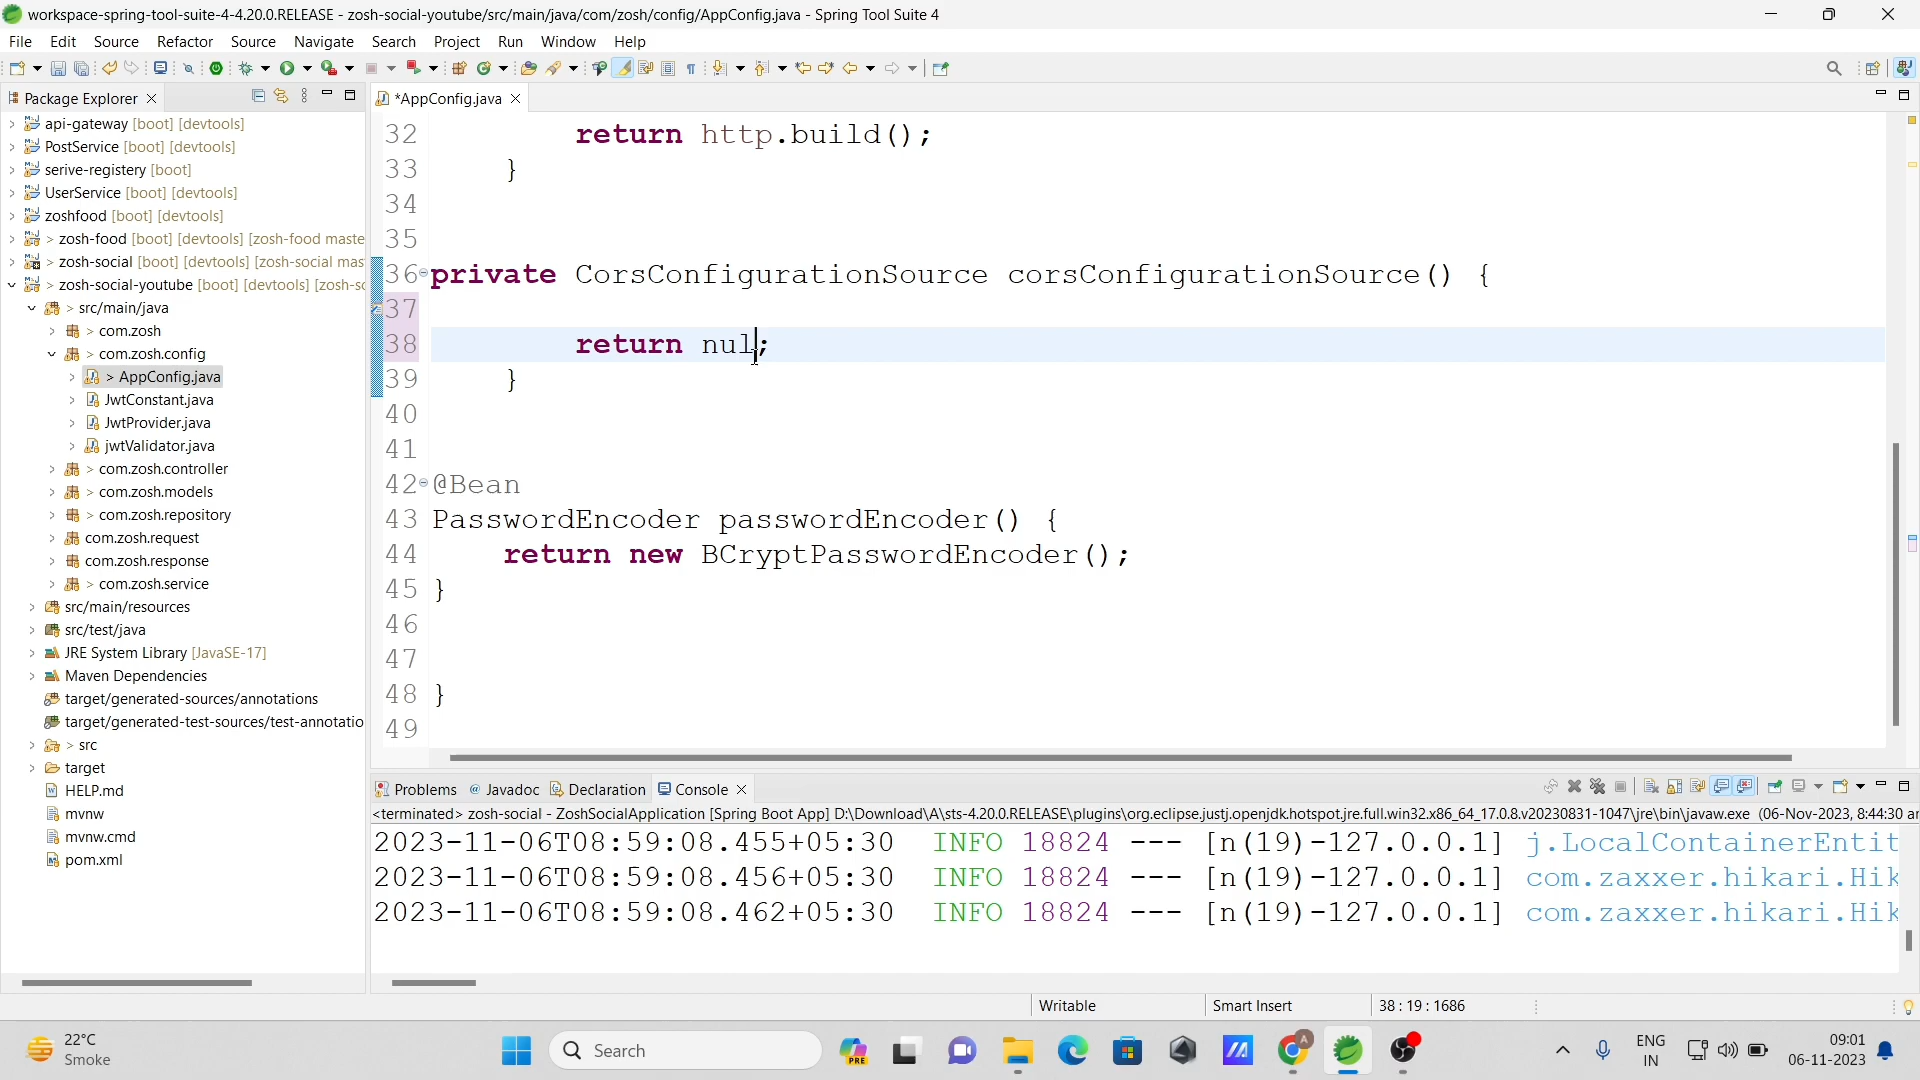 workspace-spring-tool-suite-4-4.20.0.RELEASE - zosh-social-youtube/src/main/java/com/zosh/config/AppConfig.java - Spring Tool Suite 4
File Edit Source Refactor Source Navigate Search Project Run Window Help
Package Explorer
*AppConfig.java
api-gateway [boot] [devtools]
PostService [boot] [devtools]
serive-registery [boot]
UserService [boot] [devtools]
zoshfood [boot] [devtools]
> zosh-food [boot] [devtools] [zosh-food maste
> zosh-social [boot] [devtools] [zosh-social mas
> zosh-social-youtube [boot] [devtools] [zosh-sc
> src/main/java
> com.zosh
> com.zosh.config
> AppConfig.java
JwtConstant.java
JwtProvider.java
jwtValidator.java
> com.zosh.controller
> com.zosh.models
> com.zosh.repository
com.zosh.request
com.zosh.response
> com.zosh.service
src/main/resources
src/test/java
JRE System Library [JavaSE-17]
Maven Dependencies
target/generated-sources/annotations
target/generated-test-sources/test-annotatio
> src
target
HELP.md
mvnw
mvnw.cmd
pom.xml
32 return http.build();
33 }
34
35
36 private CorsConfigurationSource corsConfigurationSource() {
37
38 return nul;
39 }
40
41
42 @Bean
43 PasswordEncoder passwordEncoder() {
44 return new BCryptPasswordEncoder();
45 }
46
47
48 }
49
Problems @ Javadoc Declaration Console
<terminated> zosh-social - ZoshSocialApplication [Spring Boot App] D:\Download\A\sts-4.20.0.RELEASE\plugins\org.eclipse.justj.openjdk.hotspot.jre.full.win32.x86_64_17.0.8.v20230831-1047\jre\bin\javaw.exe (06-Nov-2023, 8:44:30 ar
2023-11-06T08:59:08.455+05:30 INFO 18824 --- [n(19)-127.0.0.1] j.LocalContainerEntit
2023-11-06T08:59:08.456+05:30 INFO 18824 --- [n(19)-127.0.0.1] com.zaxxer.hikari.Hik
2023-11-06T08:59:08.462+05:30 INFO 18824 --- [n(19)-127.0.0.1] com.zaxxer.hikari.Hik
Writable Smart Insert 38 : 19 : 1686
22°C
Smoke
Search
PRE
ENG
IN
09:01
06-11-2023